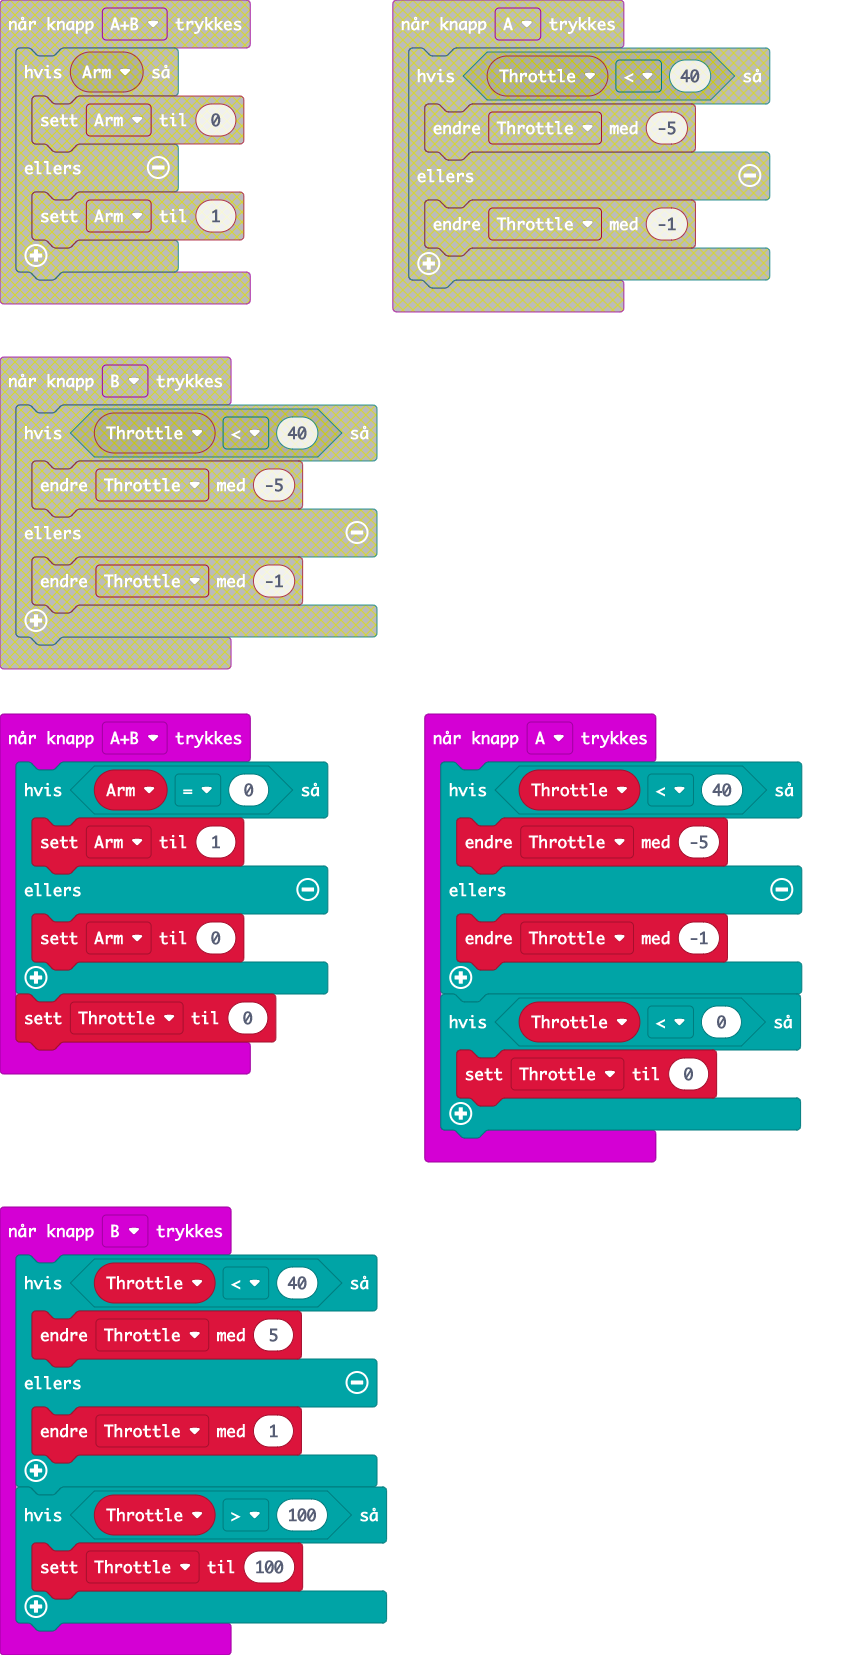 når knapp A+B trykkes
hvis Arm så
sett Arm til 0
ellers
sett Arm til 1
når knapp A trykkes
hvis Throttle < 40 så
endre Throttle med -5
ellers
endre Throttle med -1
når knapp B trykkes
hvis Throttle < 40 så
endre Throttle med -5
ellers
endre Throttle med -1
når knapp A+B trykkes
hvis Arm = 0 så
sett Arm til 1
ellers
sett Arm til 0
sett Throttle til 0
når knapp A trykkes
hvis Throttle < 40 så
endre Throttle med -5
ellers
endre Throttle med -1
hvis Throttle < 0 så
sett Throttle til 0
når knapp B trykkes
hvis Throttle < 40 så
endre Throttle med 5
ellers
endre Throttle med 1
hvis Throttle > 100 så
sett Throttle til 100